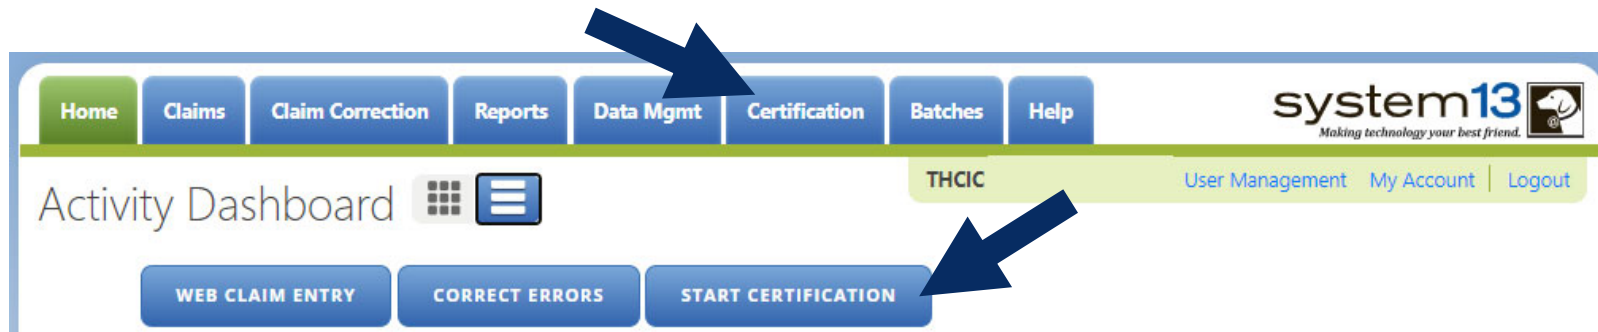 Home Claims Claim Correction Reports Data Mgmt Certification Batches Help system13
Making technology your best friend.
@
THCIC User Management My Account Logout
Activity Dashboard
WEB CLAIM ENTRY CORRECT ERRORS START CERTIFICATION